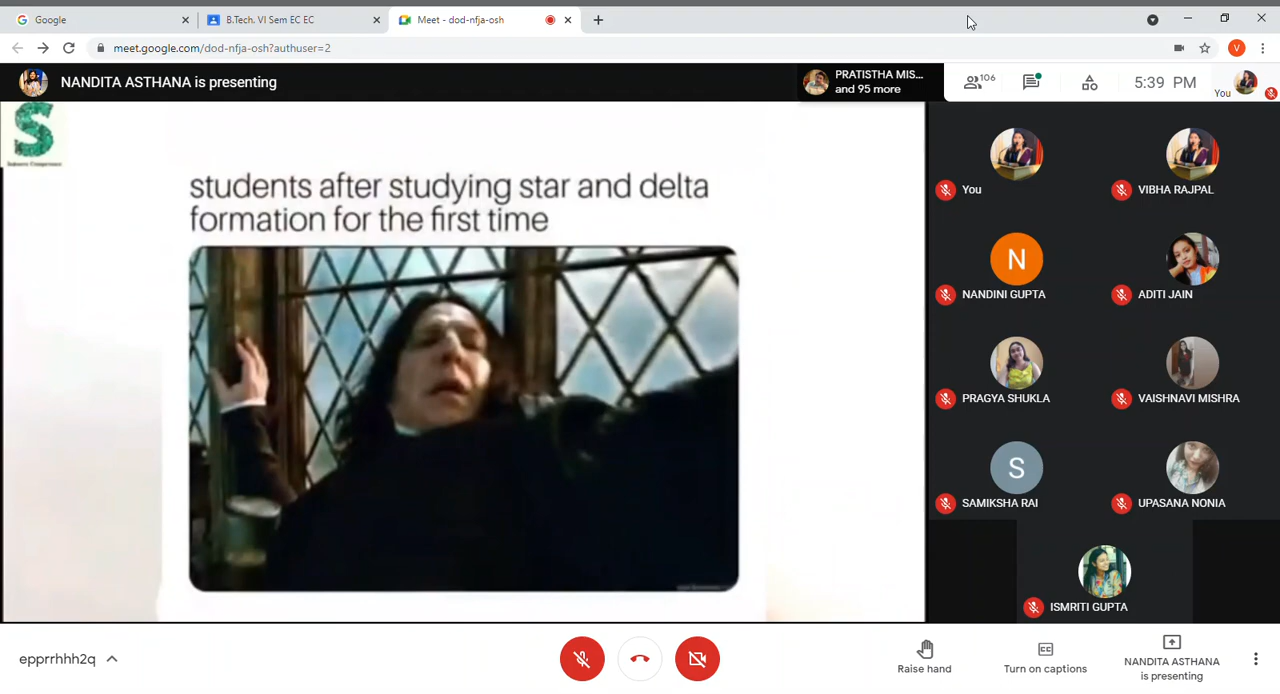 Google
B.Tech. VI Sem EC EC
Meet - dod-nfja-osh
meet.google.com/dod-nfja-osh?authuser=2
V
NANDITA ASTHANA is presenting
PRATISTHA MIS...
and 95 more
106
5:39 PM
You
S
students after studying star and delta
formation for the first time
You
VIBHA RAJPAL
N
NANDINI GUPTA
ADITI JAIN
PRAGYA SHUKLA
VAISHNAVI MISHRA
S
SAMIKSHA RAI
UPASANA NONIA
ISMRITI GUPTA
epprrhhh2q
Raise hand
CC
Turn on captions
NANDITA ASTHANA
is presenting